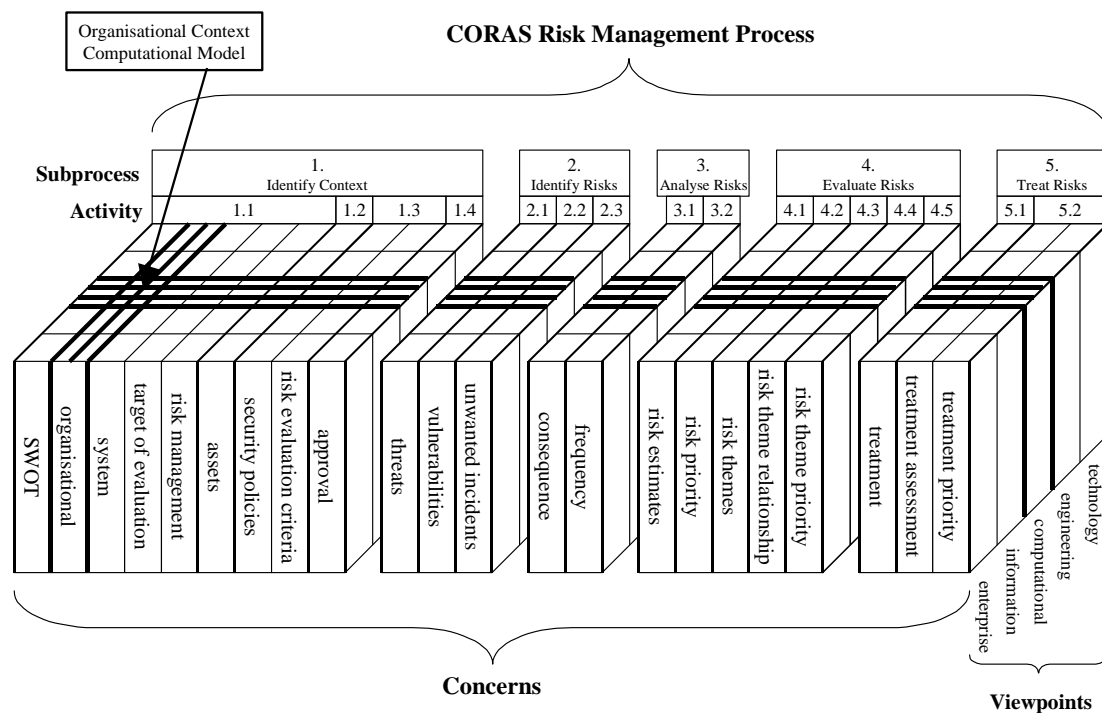 Organisational Context
Computational Model
CORAS Risk Management Process
Subprocess
1.
Identify Context
2.
Identify Risks
3.
Analyse Risks
4.
Evaluate Risks
5.
Treat Risks
Activity
1.1
1.2
1.3
1.4
2.1
2.2
2.3
3.1
3.2
4.1
4.2
4.3
4.4
4.5
5.1
5.2
SWOT
organisational
system
target of evaluation
risk management
assets
security policies
risk evaluation criteria
approval
threats
vulnerabilities
unwanted incidents
consequence
frequency
risk estimates
risk priority
risk themes
risk theme relationship
risk theme priority
treatment
treatment assessment
treatment priority
enterprise
information
computational
engineering
technology
Concerns
Viewpoints